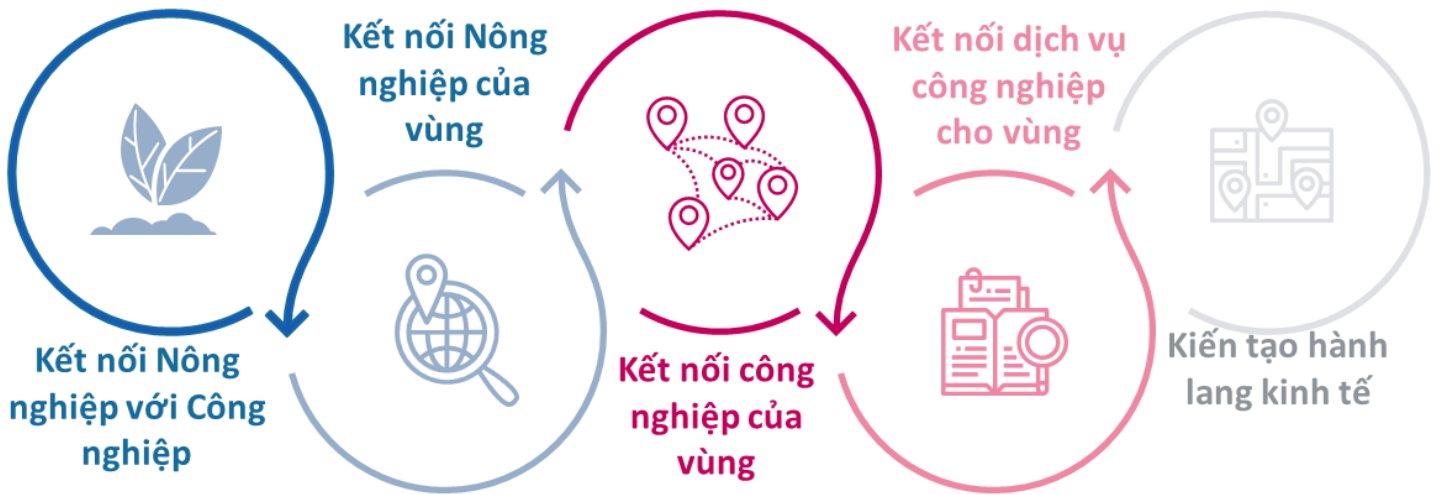 Kết nối Nông
nghiệp với Công
nghiệp
Kết nối Nông
nghiệp của
vùng
Kết nối công
nghiệp của
vùng
Kết nối dịch vụ
công nghiệp
cho vùng
Kiến tạo hành
lang kinh tế